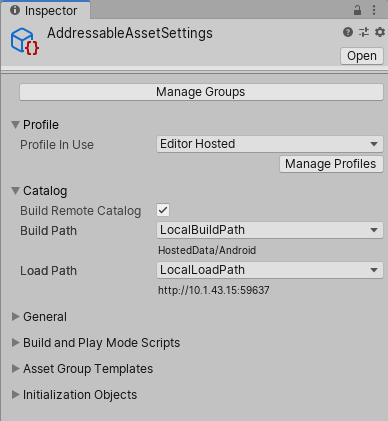 Inspector
AddressableAssetSettings
Open
Manage Groups
Profile
Profile In Use Editor Hosted
Manage Profiles
Catalog
Build Remote Catalog
Build Path LocalBuildPath
HostedData/Android
Load Path LocalLoadPath
http://10.1.43.15:59637
General
Build and Play Mode Scripts
Asset Group Templates
Initialization Objects